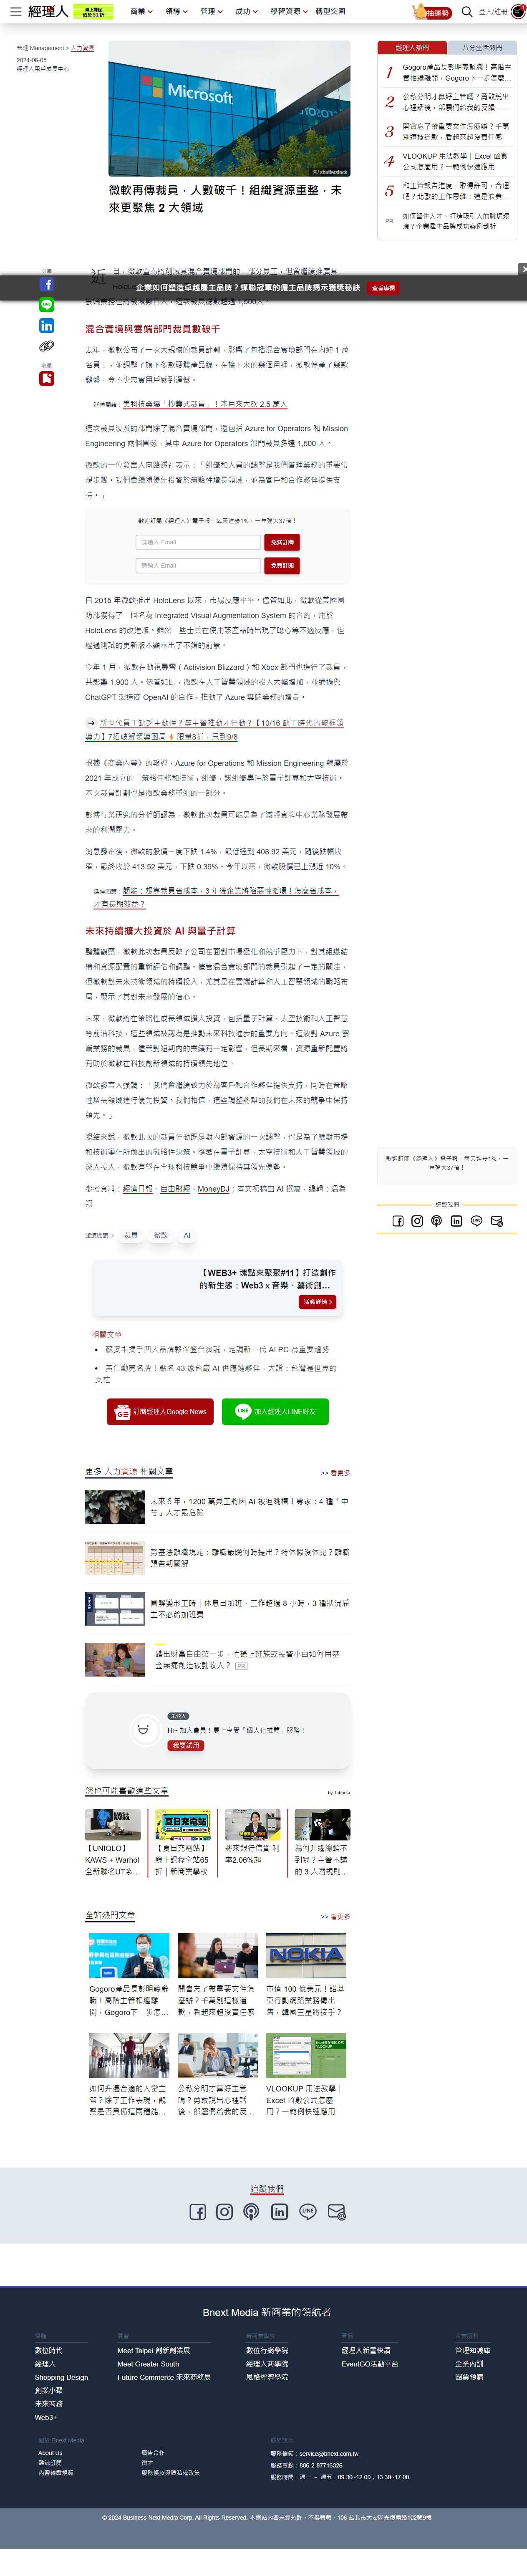 經理人
商業
領導
管理
成功
學習資源
轉型突圍
登入/註冊
管理 Management > 人力資源
2024-06-05
經理人用戶成長中心
Microsoft
圖/ shutterstock
微軟再傳裁員，人數破千！組織資源重整，未
來更聚焦 2 大領域
經理人熱門
八分生活熱門
1
Gogoro產品長彭明義辭職！高階主
管相繼離開，Gogoro下一步怎麼...
2
公私分明才算好主管嗎？勇敢說出
心裡話後，部屬們給我的反饋......
3
開會忘了帶重要文件怎麼辦？千萬
別這樣道歉，看起來超沒責任感
4
VLOOKUP 用法教學｜Excel 函數
公式怎麼用？一範例快速應用
5
和主管報告進度、取得許可，合理
吧？北歐的工作思維：這是浪費...
PR
如何留住人才、打造吸引人的職場環
境？企業雇主品牌成功案例剖析
分享
近
日，微軟宣布將削減其混合實境部門的一部分員工，但會繼續推廣其
企業如何塑造卓越雇主品牌？蟬聯冠軍的僱主品牌揭示獲獎秘訣
查看專欄
雲端業務也將裁數百人，這次裁員總數超過 1,500人。
收藏
混合實境與雲端部門裁員數破千
去年，微軟公布了一次大規模的裁員計劃，影響了包括混合實境部門在內約 1 萬
名員工，並調整了旗下多款硬體產品線。在接下來的幾個月裡，微軟停產了幾款
鍵盤，令不少忠實用戶感到遺憾。
延伸閱讀：美科技業爆「抄襲式裁員」！本月來大砍 2.5 萬人
這次裁員波及的部門除了混合實境部門，還包括 Azure for Operators 和 Mission
Engineering 兩個團隊，其中 Azure for Operators 部門裁員多達 1,500 人。
微軟的一位發言人向路透社表示：「組織和人員的調整是我們管理業務的重要常
規步驟。我們會繼續優先投資於策略性增長領域，並為客戶和合作夥伴提供支
持。」
歡迎訂閱《經理人》電子報，每天進步1%，一年強大37倍！
請輸入 Email
免費訂閱
請輸入 Email
免費訂閱
自 2015 年微軟推出 HoloLens 以來，市場反應平平。儘管如此，微軟從美國國
防部獲得了一個名為 Integrated Visual Augmentation System 的合約，用於
HoloLens 的改進版。雖然一些士兵在使用該產品時出現了噁心等不適反應，但
經過測試的更新版本顯示出了不錯的前景。
今年 1 月，微軟在動視暴雪（Activision Blizzard）和 Xbox 部門也進行了裁員，
共影響 1,900 人。儘管如此，微軟在人工智慧領域的投入大幅增加，並通過與
ChatGPT 製造商 OpenAI 的合作，推動了 Azure 雲端業務的增長。
新世代員工缺乏主動性？等主管推動才行動？【10/16 缺工時代的破框領
導力】7招破解領導困局⚡限量8折，只到9/8
根據《商業內幕》的報導，Azure for Operations 和 Mission Engineering 隸屬於
2021 年成立的「策略任務和技術」組織，該組織專注於量子計算和太空技術。
本次裁員計劃也是微軟業務重組的一部分。
彭博行業研究的分析師認為，微軟此次裁員可能是為了減輕資料中心業務發展帶
來的利潤壓力。
消息發布後，微軟的股價一度下跌 1.4%，最低達到 408.92 美元，隨後跌幅收
窄，最終收於 413.52 美元，下跌 0.39%。今年以來，微軟股價已上漲近 10%。
延伸閱讀：顧能：想靠裁員省成本，3 年後企業將陷惡性循環！怎麼省成本，
才有長期效益？
未來持續擴大投資於 AI 與量子計算
整體觀察，微軟此次裁員反映了公司在面對市場變化和競爭壓力下，對其組織結
構和資源配置的重新評估和調整。儘管混合實境部門的裁員引起了一定的關注，
但微軟對未來技術領域的持續投入，尤其是在雲端計算和人工智慧領域的戰略布
局，顯示了其對未來發展的信心。
未來，微軟將在策略性成長領域擴大投資，包括量子計算、太空技術和人工智慧
等前沿科技，這些領域被認為是推動未來科技進步的重要方向。這波對 Azure 雲
端業務的裁員，儘管對短期內的業績有一定影響，但長期來看，資源重新配置將
有助於微軟在科技創新領域的持續領先地位。
微軟發言人強調：「我們會繼續致力於為客戶和合作夥伴提供支持，同時在策略
性增長領域進行優先投資。我們相信，這些調整將幫助我們在未來的競爭中保持
領先。」
總結來說，微軟此次的裁員行動既是對內部資源的一次調整，也是為了應對市場
和技術變化所做出的戰略性決策。隨著在量子計算、太空技術和人工智慧領域的
深入投入，微軟有望在全球科技競爭中繼續保持其領先優勢。
參考資料：經濟日報、自由財經、MoneyDJ；本文初稿由 AI 撰寫，編輯：溫為
翔
繼續閱讀
裁員
微軟
AI
歡迎訂閱《經理人》電子報，每天進步1%，一
年強大37倍！
追蹤我們
【WEB3+ 塊點來聚聚#11】打造創作
的新生態：Web3 x 音樂、藝術創...
活動詳情
相關文章
蘇姿丰攜手四大品牌夥伴登台演說，定調新一代 AI PC 為重要趨勢
黃仁勳亮名牌！點名 43 家台廠 AI 供應鏈夥伴，大讚：台灣是世界的
支柱
訂閱經理人Google News
加入經理人LINE好友
更多 人力資源 相關文章
>> 看更多
未來 6 年，1200 萬員工將因 AI 被迫跳槽！專家：4 種「中
等」人才最危險
勞基法離職規定：離職最晚何時提出？特休假沒休完？離職
預告期圖解
圖解變形工時｜休息日加班、工作超過 8 小時，3 種狀況雇
主不必給加班費
踏出財富自由第一步，忙碌上班族或投資小白如何用基
金無痛創造被動收入？ PR
未登入
Hi~ 加入會員！馬上享受「個人化推薦」服務！
我要試用
您也可能喜歡這些文章
by Taboola
【UNIQLO】
KAWS + Warhol
全新聯名UT系...
【夏日充電站】
線上課程全站65
折｜新商業學校
將來銀行信貸 利
率2.06%起
為何升遷總輪不
到我？主管不講
的 3 大潛規則...
全站熱門文章
>> 看更多
NOKIA
Gogoro產品長彭明義辭
職！高階主管相繼離
開，Gogoro下一步怎...
開會忘了帶重要文件怎
麼辦？千萬別這樣道
歉，看起來超沒責任感
市值 100 億美元！諾基
亞行動網路業務傳出
售，韓國三星將接手？
如何升遷合適的人當主
管？除了工作表現，觀
察是否具備這兩種能...
公私分明才算好主管
嗎？勇敢說出心裡話
後，部屬們給我的反...
VLOOKUP 用法教學｜
Excel 函數公式怎麼
用？一範例快速應用
追蹤我們
Bnext Media 新商業的領航者
媒體
數位時代
經理人
Shopping Design
創業小聚
未來商務
Web3+
Meet Taipei 創新創業展
Meet Greater South
Future Commerce 未來商務展
數位行銷學院
經理人商學院
風格經濟學院
經理人新書快讀
EventGO活動平台
管理知識庫
企業內訓
團票預購
關於 Bnext Media
About Us
雜誌訂閱
內容轉載規範
廣告合作
徵才
服務條款與隱私權政策
聯絡我們
服務信箱：service@bnext.com.tw
服務專線：886-2-87716326
服務時間：週一 ~ 週五：09:30~12:00；13:30~17:00
© 2024 Business Next Media Corp. All Rights Reserved. 本網站內容未經允許，不得轉載。106 台北市大安區光復南路102號9樓